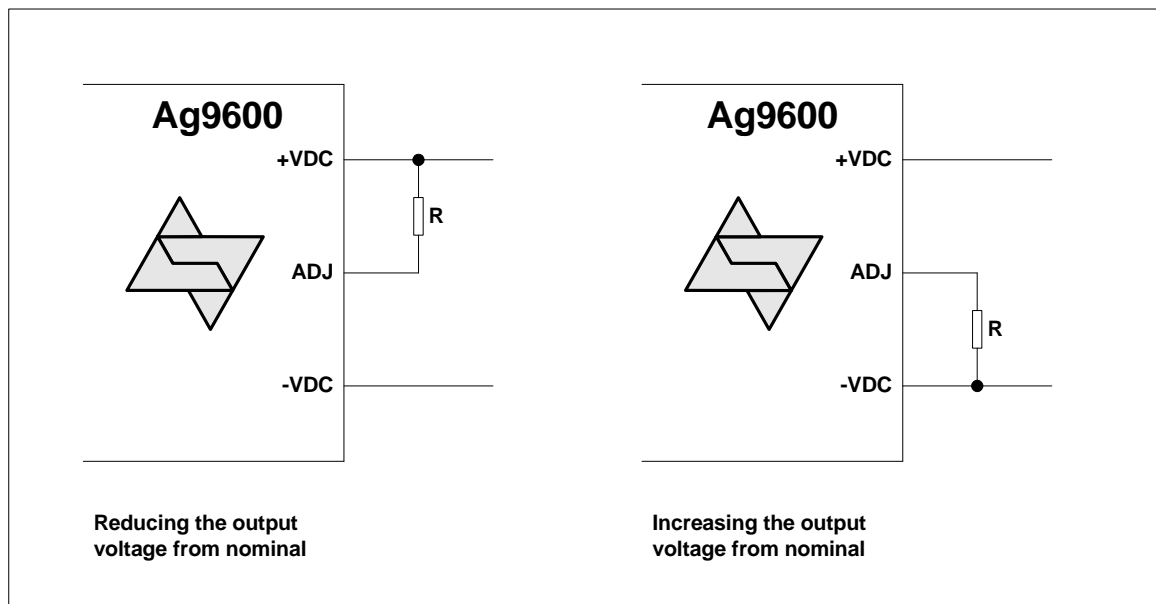 Ag9600
+VDC
R
ADJ
-VDC
Reducing the output
voltage from nominal
Ag9600
+VDC
ADJ
R
-VDC
Increasing the output
voltage from nominal